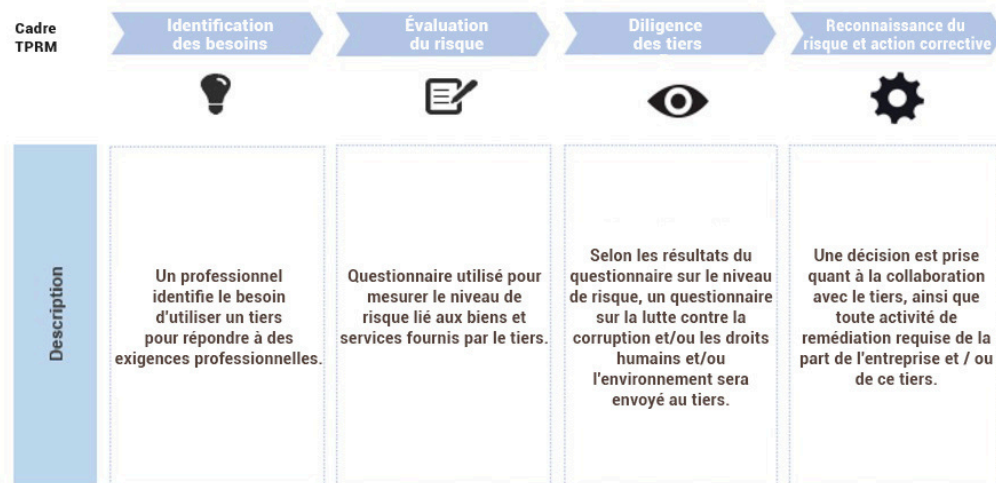 Cadre
TPRM
Identification
des besoins
Évaluation
du risque
Diligence
des tiers
Reconnaissance du
risque et action corrective
Description
Un professionnel
identifie le besoin
d'utiliser un tiers
pour répondre à des
exigences professionnelles.
Questionnaire utilisé pour
mesurer le niveau de
risque lié aux biens et
services fournis par le tiers.
Selon les résultats du
questionnaire sur le niveau
de risque, un questionnaire
sur la lutte contre la
corruption et/ou les droits
humains et/ou
l'environnement sera
envoyé au tiers.
Une décision est prise
quant à la collaboration
avec le tiers, ainsi que
toute activité de
remédiation requise de la
part de l'entreprise et / ou
de ce tiers.